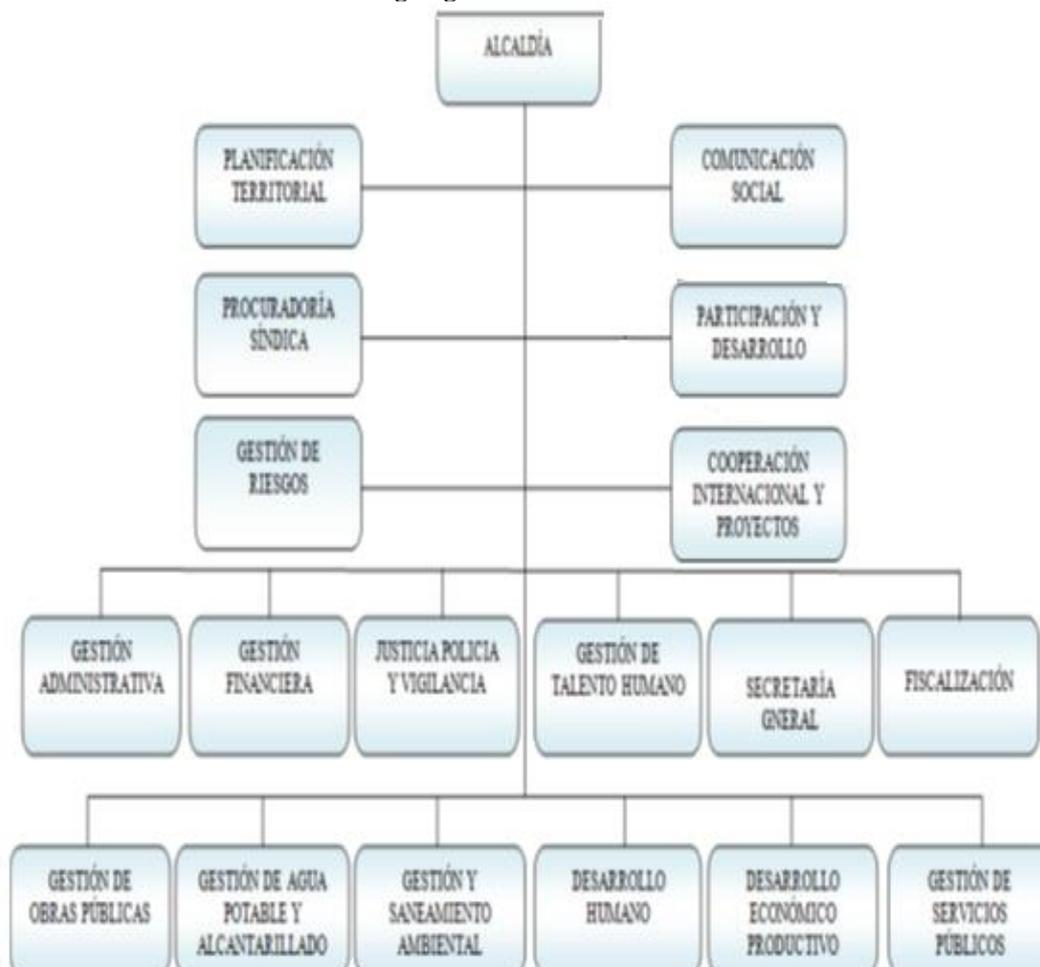 ALCALDÍA
PLANIFICACIÓN
TERRITORIAL
COMUNICACIÓN
SOCIAL
PROCURADORÍA
SÍNDICA
PARTICIPACIÓN Y
DESARROLLO
GESTIÓN DE
RIESGOS
COOPERACIÓN
INTERNACIONAL Y
PROYECTOS
GESTIÓN
ADMINISTRATIVA
GESTIÓN
FINANCIERA
JUSTICIA POLICIA
Y VIGILANCIA
GESTIÓN DE
TALENTO HUMANO
SECRETARÍA
GNERAL
FISCALIZACIÓN
GESTIÓN DE
OBRAS PÚBLICAS
GESTIÓN DE AGUA
POTABLE Y
ALCANTARILLADO
GESTIÓN Y
SANEAMIENTO
AMBIENTAL
DESARROLLO
HUMANO
DESARROLLO
ECONÓMICO
PRODUCTIVO
GESTIÓN DE
SERVICIOS
PÚBLICOS